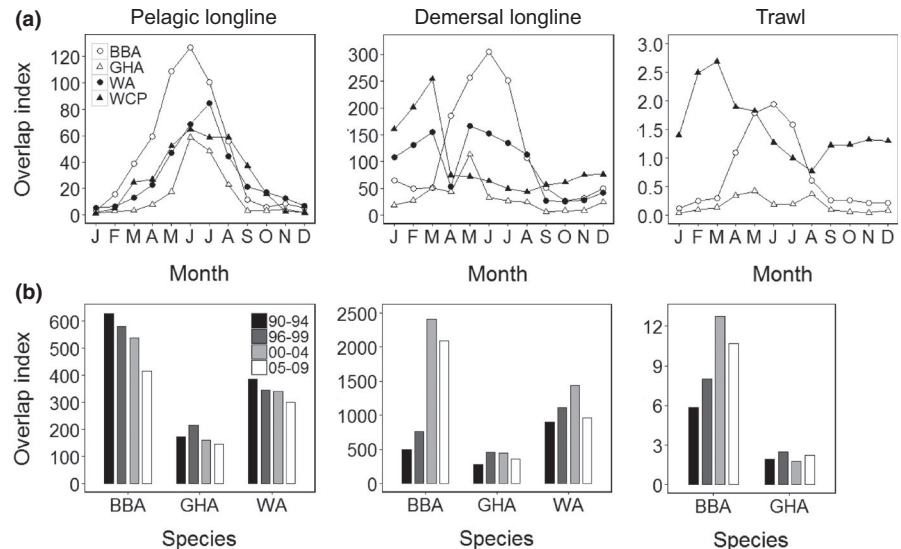 (a) Pelagic longline Demersal longline Trawl
Overlap index
120
100
80
60
40
20
0
BBA
GHA
WA
WCP
J F M A M J J A S O N D
Month
300
250
200
150
100
50
0
J F M A M J J A S O N D
Month
3.0
2.5
2.0
1.5
1.0
0.5
0.0
J F M A M J J A S O N D
Month
(b)
Overlap index
600
500
400
300
200
100
0
90-94
96-99
00-04
05-09
BBA GHA WA
Species
2500
2000
1500
1000
500
0
BBA GHA WA
Species
12
9
6
3
0
BBA GHA
Species